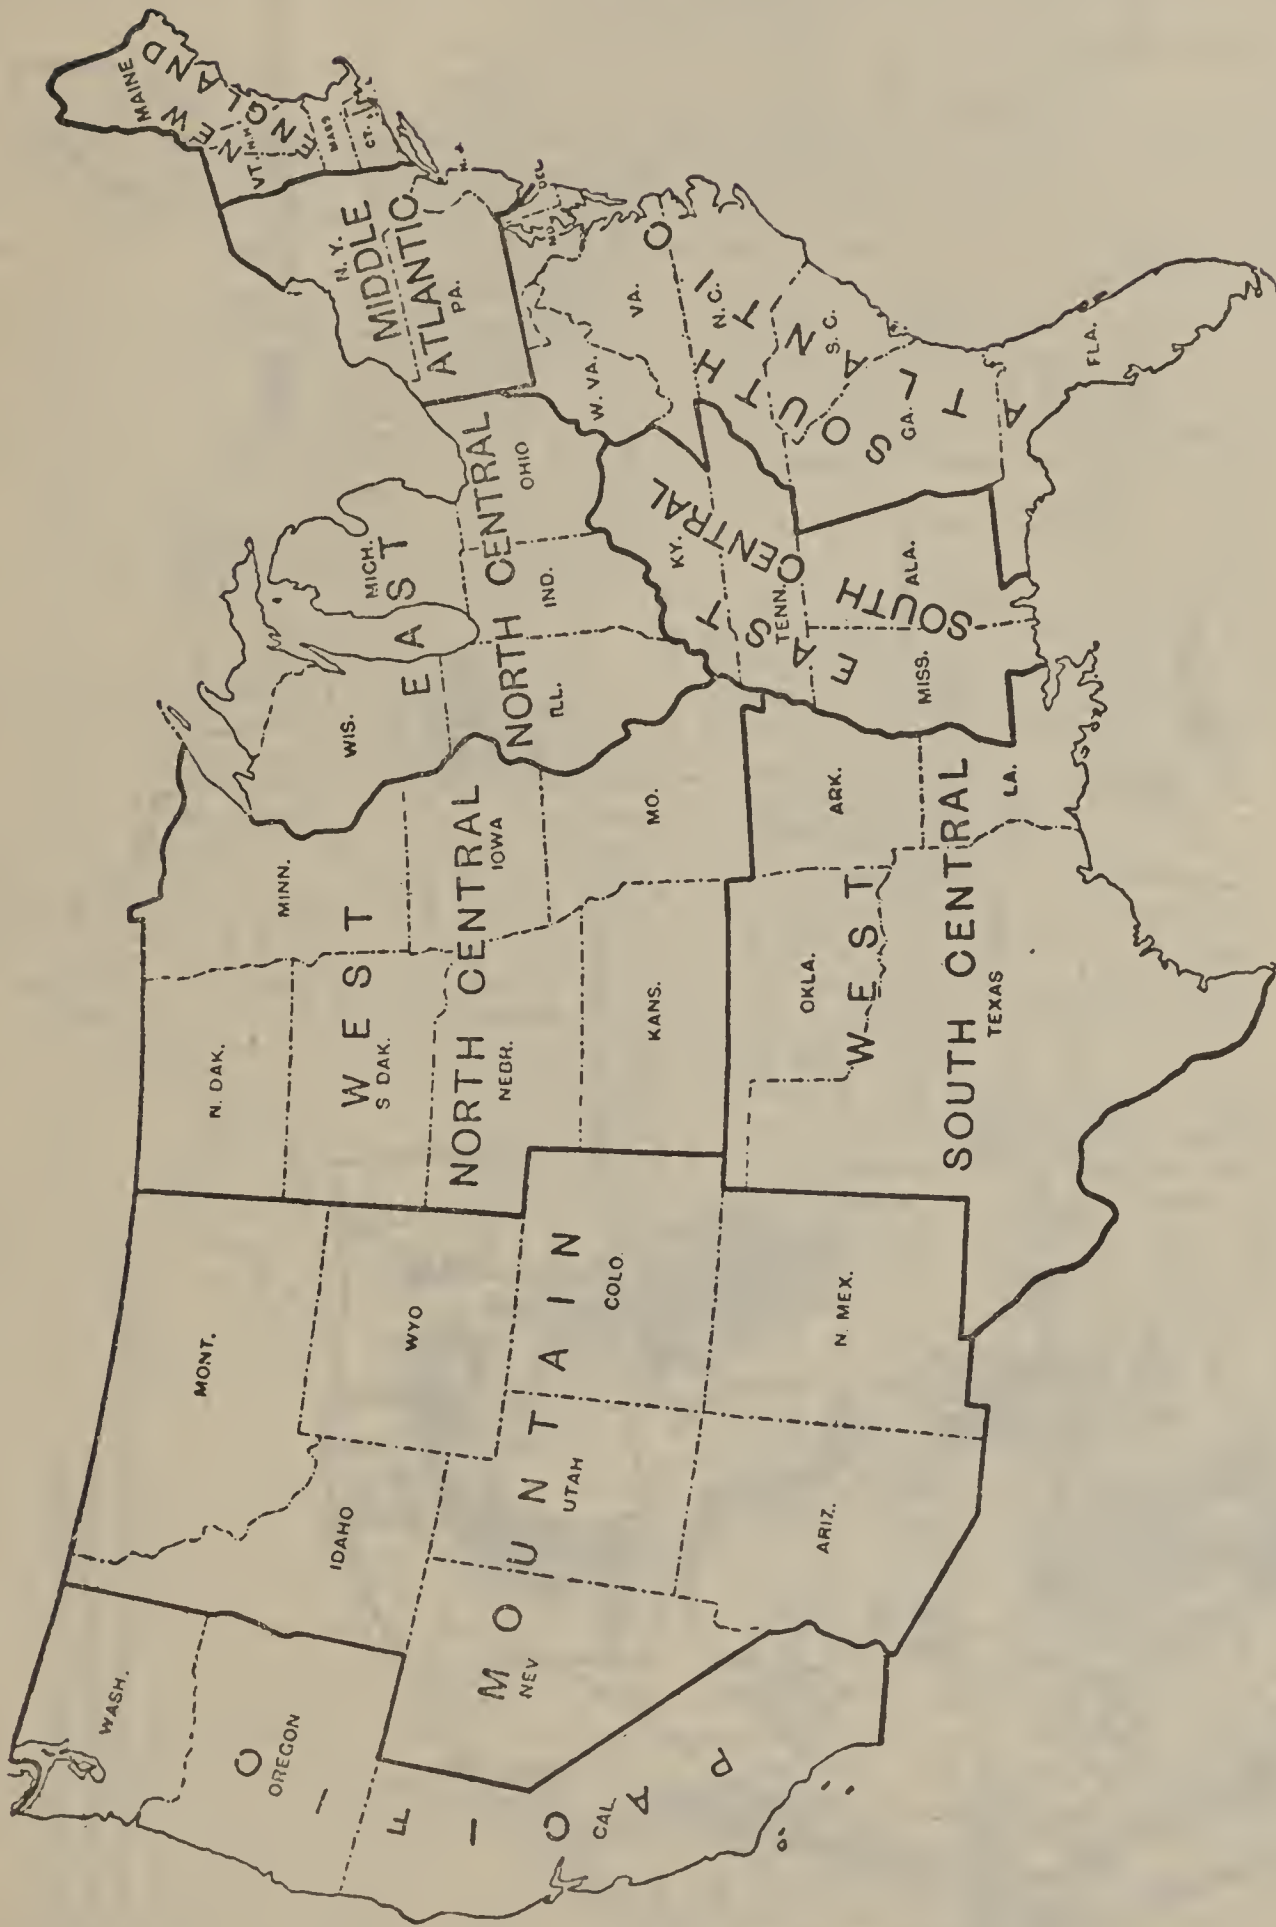 WASH.
OREGON
CAL.
PACIFIC
MONT.
IDAHO
WYO
NEV
UTAH
COLO.
ARIZ.
N. MEX.
MOUNTAIN
N. DAK.
S DAK.
NEBR.
KANS.
MINN.
IOWA
MO.
WEST
NORTH CENTRAL
OKLA.
TEXAS
ARK.
LA.
WEST
SOUTH CENTRAL
WIS.
MICH.
ILL.
IND.
OHIO
EAST
NORTH CENTRAL
KY.
TENN.
MISS.
ALA.
EAST
SOUTH CENTRAL
N. Y.
PA.
N. J.
MIDDLE
ATLANTIC
MAINE
VT.
N.H.
MASS
CT.
NEW
ENGLAND
DEL
MD.
W. VA.
VA.
N.C.
S.C.
GA.
FLA.
SOUTH
ATLANTIC